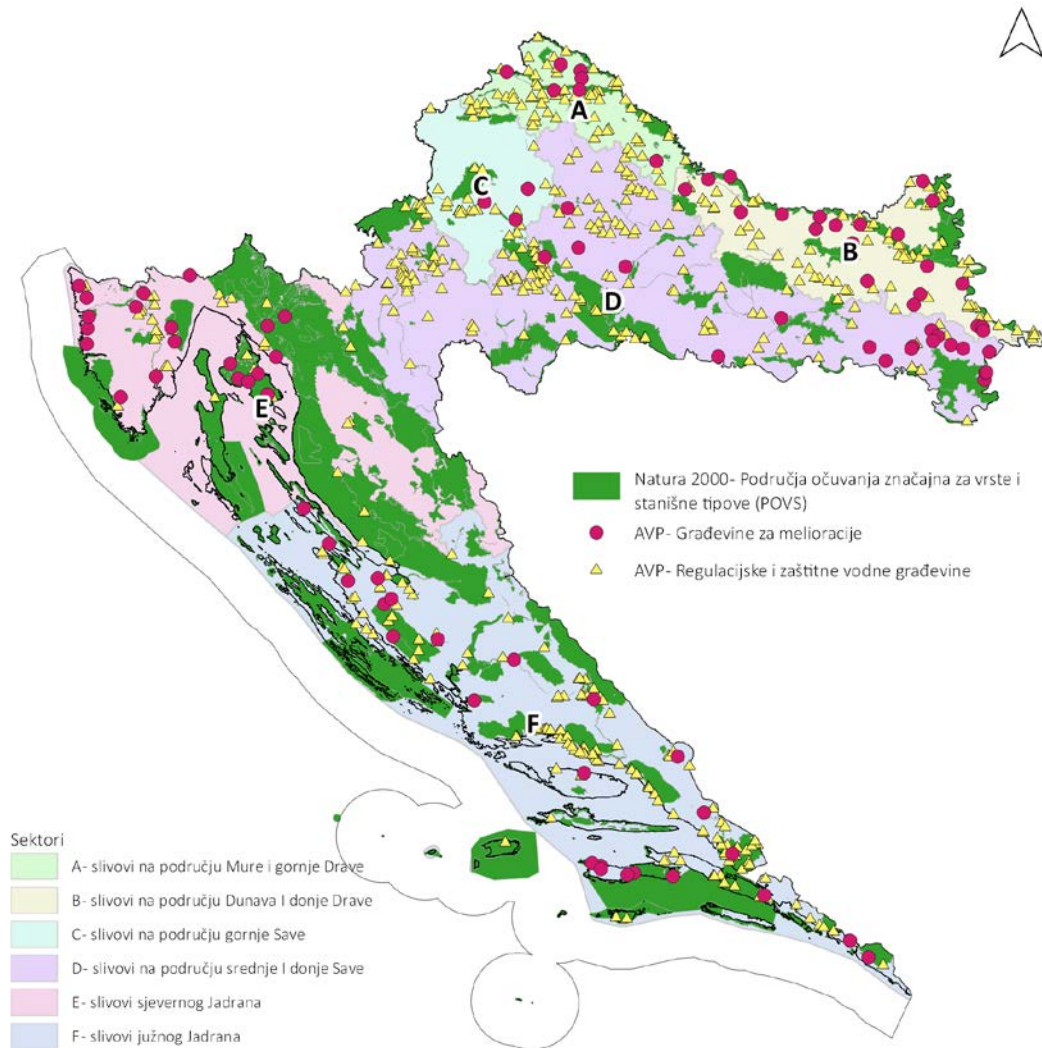 A
C
B
D
E
F
Natura 2000- Područja očuvanja značajna za vrste i
stanišne tipove (POVS)
AVP- Građevine za melioracije
AVP- Regulacijske i zaštitne vodne građevine
Sektori
A- slivovi na području Mure i gornje Drave
B- slivovi na području Dunava I donje Drave
C- slivovi na području gornje Save
D- slivovi na području srednje I donje Save
E- slivovi sjevernog Jadrana
F- slivovi južnog Jadrana